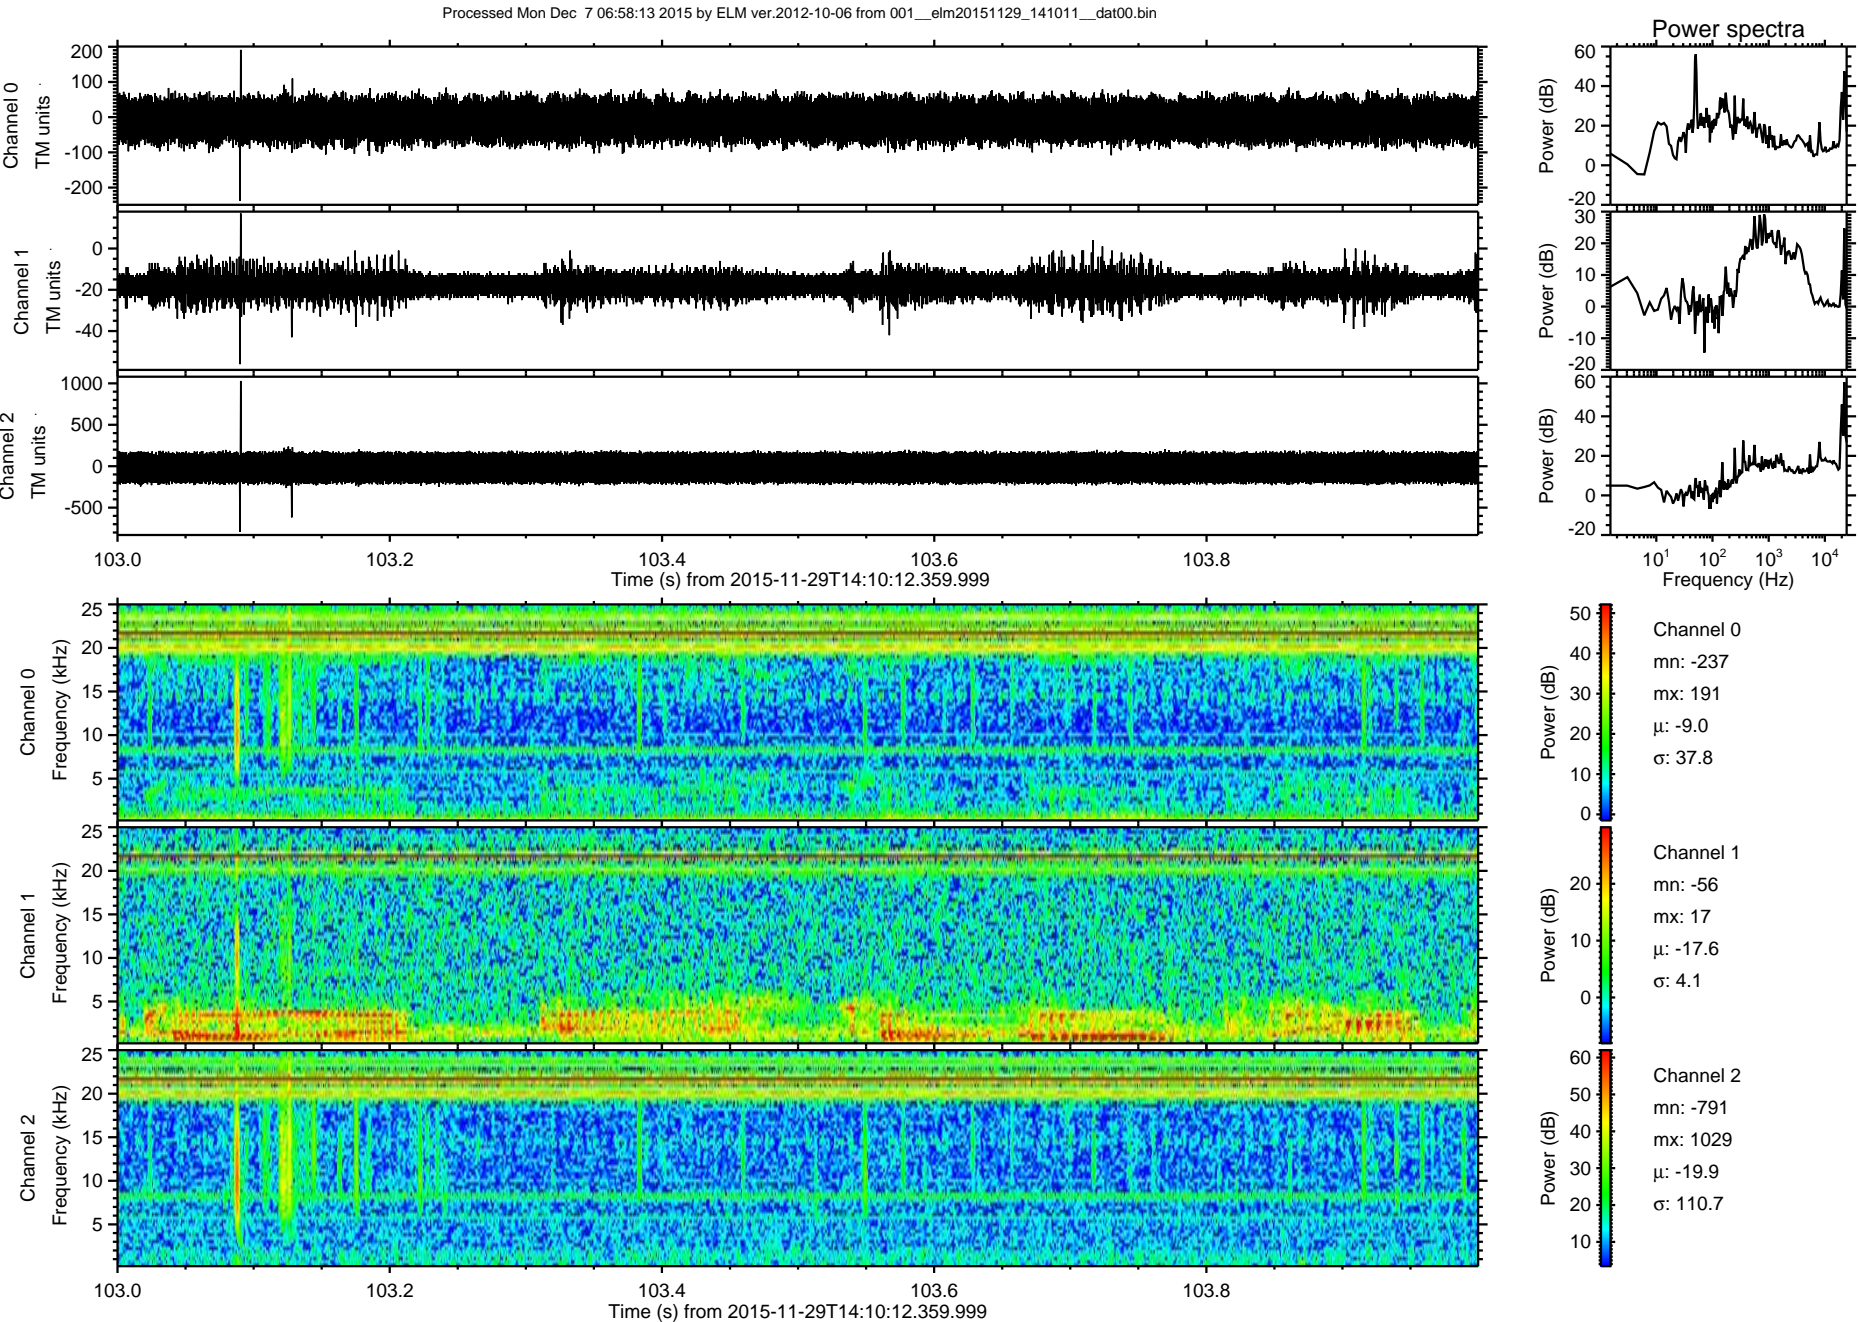 Processed Mon Dec  7 06:58:13 2015 by ELM ver.2012-10-06 from 001__elm20151129_141011__dat00.bin
Power spectra
Channel 0
TM units
200
100
0
-100
-200
Power (dB)
60
40
20
0
-20
Channel 1
TM units
0
-20
-40
Power (dB)
30
20
10
0
-10
-20
Channel 2
TM units
1000
500
0
-500
Power (dB)
60
40
20
0
-20
103.0 103.2 103.4 103.6 103.8
Time (s) from 2015-11-29T14:10:12.359.999
10¹ 10² 10³ 10⁴
Frequency (Hz)
Channel 0
Frequency (kHz)
25
20
15
10
5
Power (dB)
50
40
30
20
10
0
Channel 0
mn: -237
mx: 191
μ: -9.0
σ: 37.8
Channel 1
Frequency (kHz)
25
20
15
10
5
Power (dB)
20
10
0
Channel 1
mn: -56
mx: 17
μ: -17.6
σ: 4.1
Channel 2
Frequency (kHz)
25
20
15
10
5
Power (dB)
60
50
40
30
20
10
Channel 2
mn: -791
mx: 1029
μ: -19.9
σ: 110.7
103.0 103.2 103.4 103.6 103.8
Time (s) from 2015-11-29T14:10:12.359.999